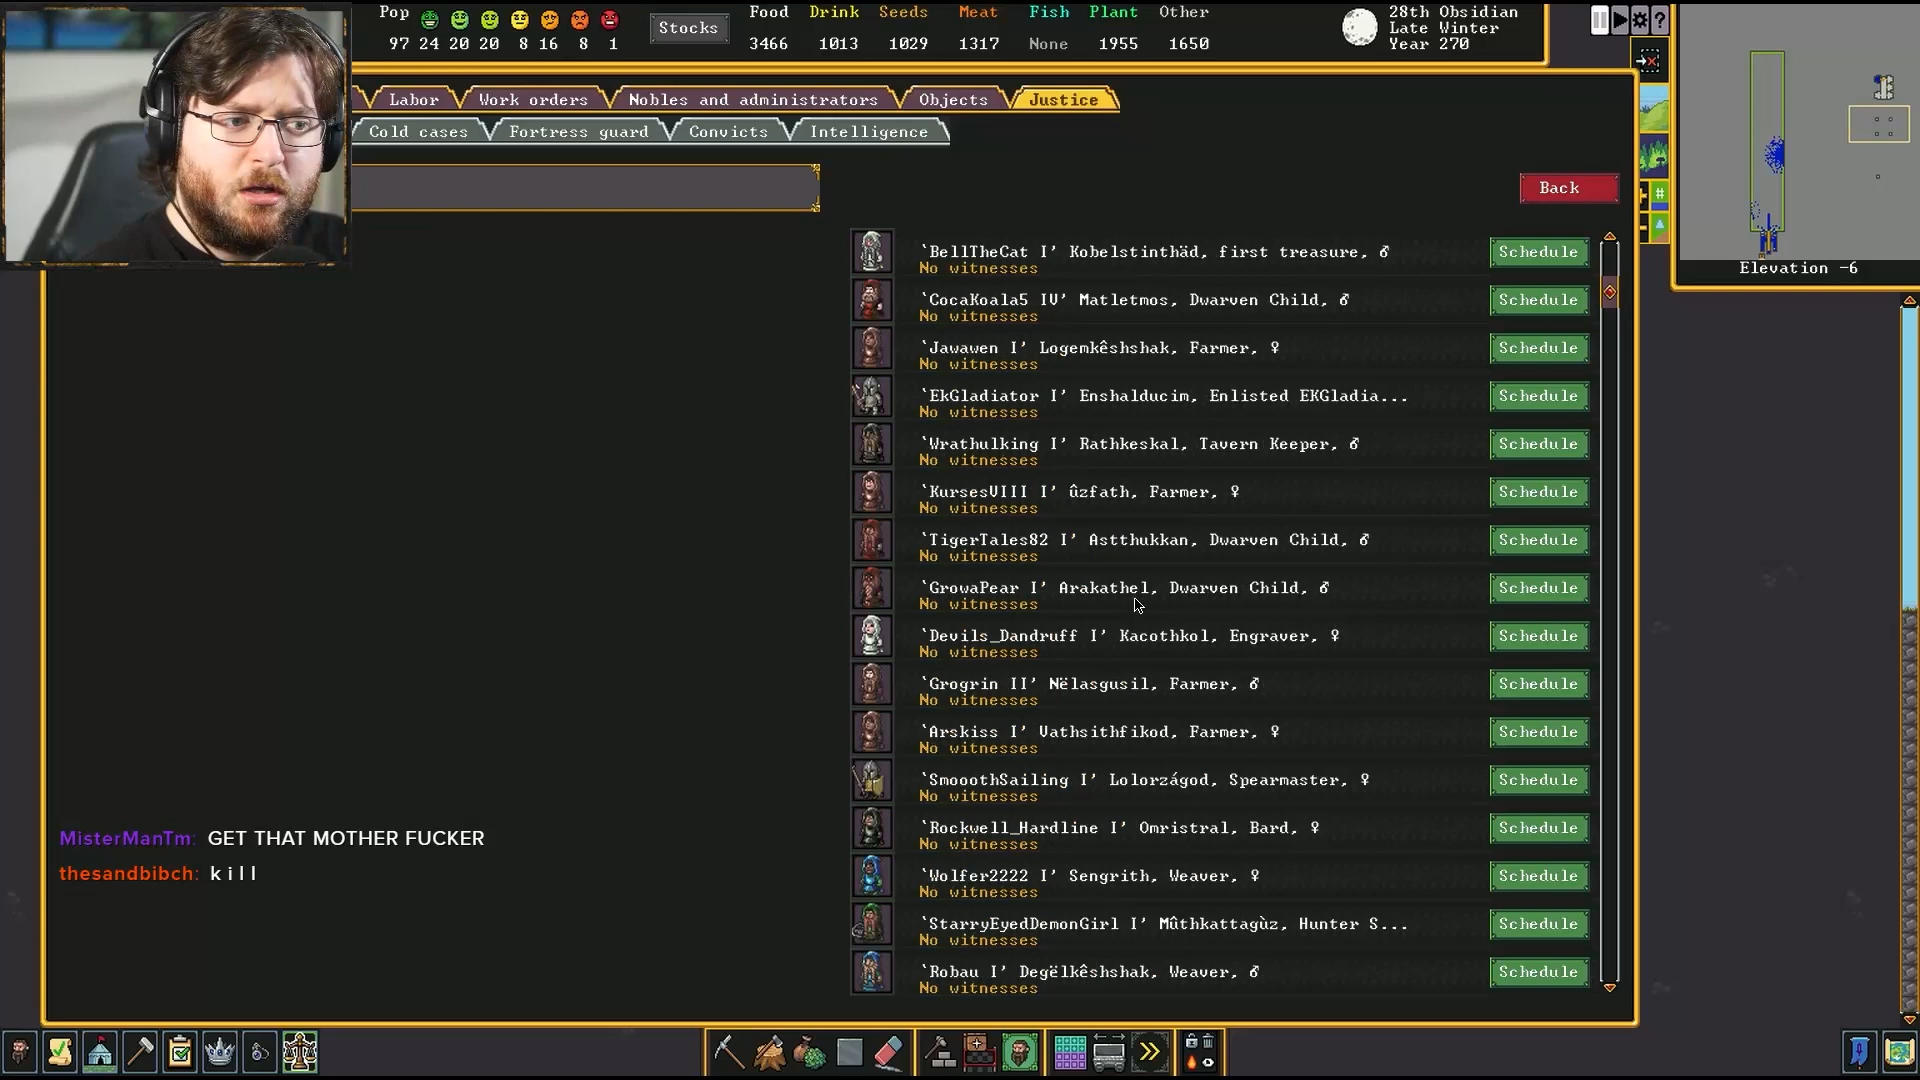 Pop
97 24 20 20 8 16 8 1
Stocks
Food Drink Seeds Meat Fish Plant Other
3466 1013 1029 1317 None 1955 1650
28th Obsidian
Late Winter
Year 270
?
Labor Work orders Nobles and administrators Objects Justice
Cold cases Fortress guard Convicts Intelligence
Back
Elevation -6
`BellTheCat I' Kobelstinthäd, first treasure, ♂
No witnesses
Schedule
`CocaKoala5 IV' Matletmos, Dwarven Child, ♂
No witnesses
Schedule
`Jawawen I' Logemkêshshak, Farmer, ♀
No witnesses
Schedule
`EkGladiator I' Enshalducim, Enlisted EKGladia...
No witnesses
Schedule
`Wrathulking I' Rathkeskal, Tavern Keeper, ♂
No witnesses
Schedule
`KursesVIII I' ûzfath, Farmer, ♀
No witnesses
Schedule
`TigerTales82 I' Astthukkan, Dwarven Child, ♂
No witnesses
Schedule
`GrowaPear I' Arakathel, Dwarven Child, ♂
No witnesses
Schedule
`Devils_Dandruff I' Kacothkol, Engraver, ♀
No witnesses
Schedule
`Grogrin II' Nëlasgusil, Farmer, ♂
No witnesses
Schedule
`Arskiss I' Vathsithfikod, Farmer, ♀
No witnesses
Schedule
`SmooothSailing I' Lolorzágod, Spearmaster, ♀
No witnesses
Schedule
`Rockwell_Hardline I' Omristral, Bard, ♀
No witnesses
Schedule
`Wolfer2222 I' Sengrith, Weaver, ♀
No witnesses
Schedule
`StarryEyedDemonGirl I' Mûthkattagùz, Hunter S...
No witnesses
Schedule
`Robau I' Degëlkêshshak, Weaver, ♂
No witnesses
Schedule
MisterManTm: GET THAT MOTHER FUCKER
thesandbibch: k i l l